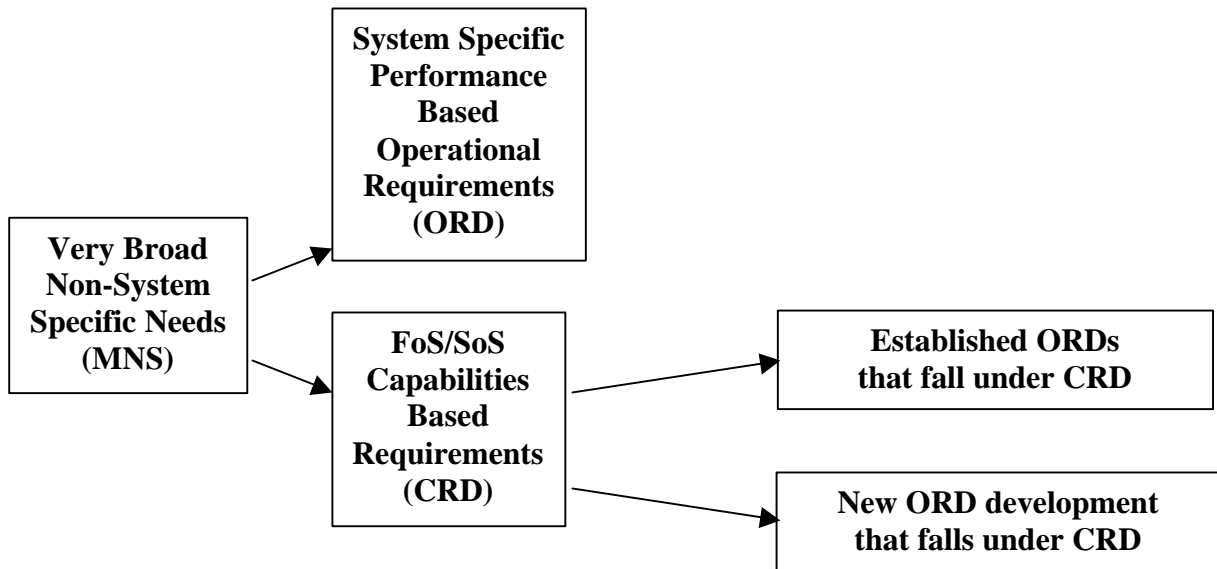 System Specific
Performance
Based
Operational
Requirements
(ORD)
Very Broad
Non-System
Specific Needs
(MNS)
FoS/SoS
Capabilities
Based
Requirements
(CRD)
Established ORDs
that fall under CRD
New ORD development
that falls under CRD